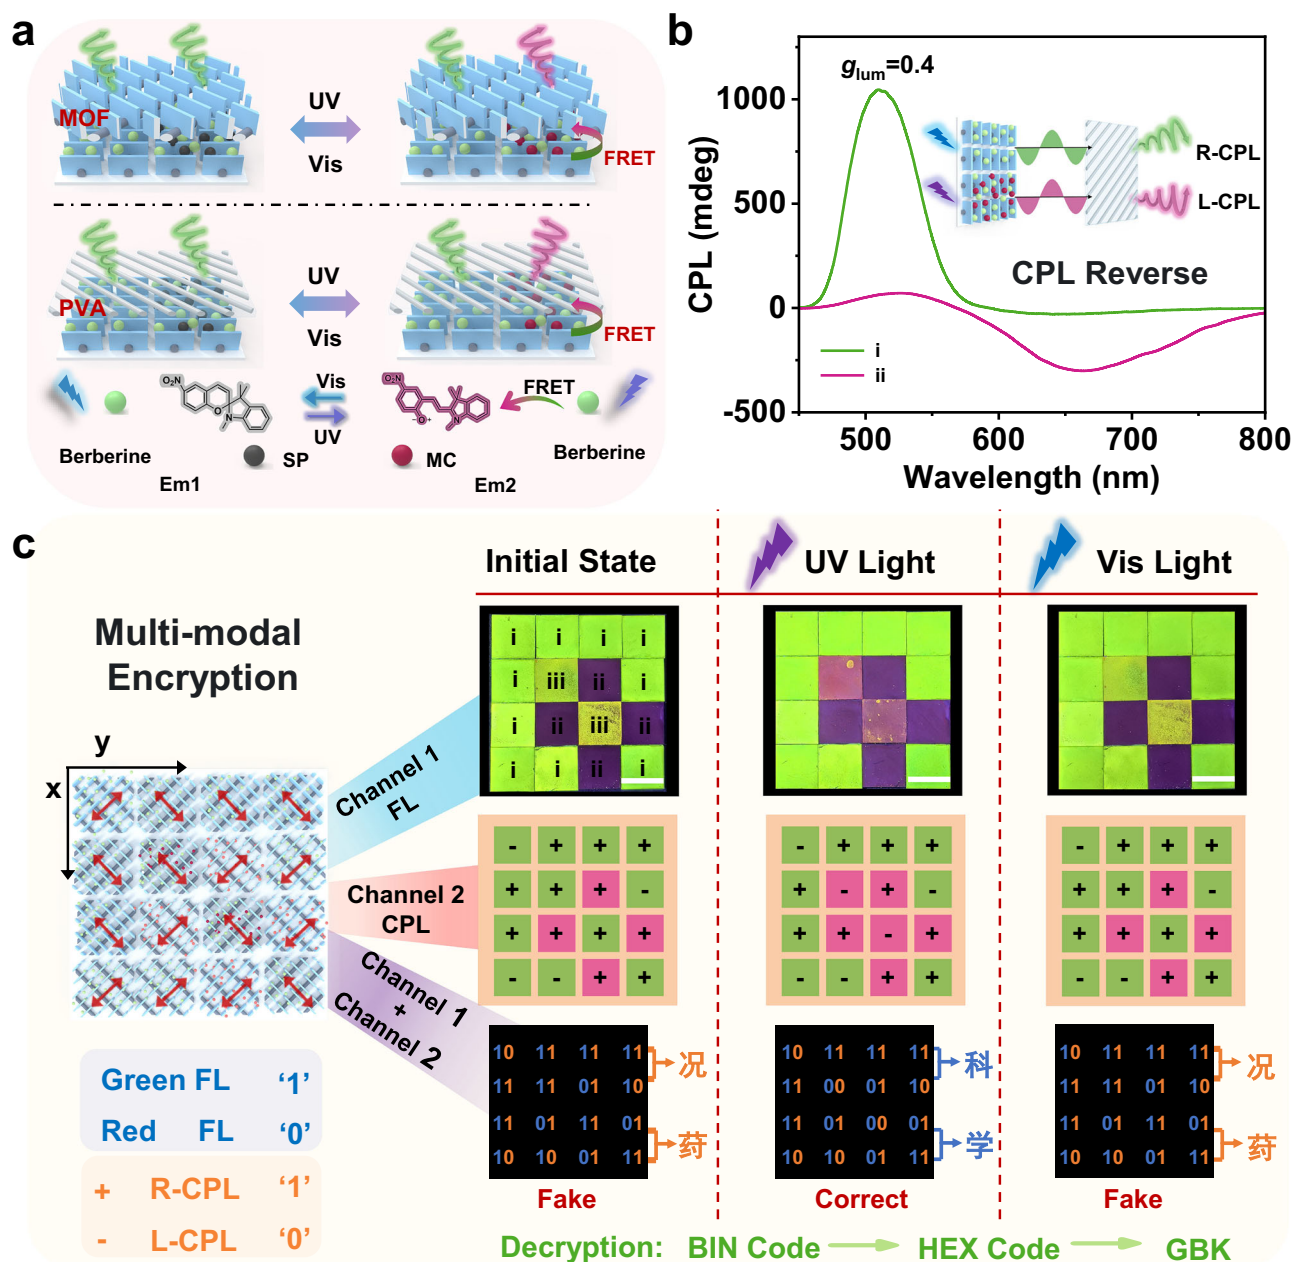 a
MOF
UV
Vis
FRET
PVA
UV
Vis
FRET
O₂N
O
N
Vis
UV
O₂N
-O
+
N
FRET
Berberine
SP
MC
Berberine
Em1
Em2
b
CPL (mdeg)
1000
500
0
-500
glum=0.4
R-CPL
L-CPL
CPL Reverse
i
ii
500 600 700 800
Wavelength (nm)
c
Initial State
UV Light
Vis Light
Multi-modal
Encryption
y
x
Channel 1
FL
Channel 2
CPL
Channel 1
+
Channel 2
i i i i
i iii ii i
i ii iii ii
i i ii i
- + + +
+ + + -
+ + + +
- - + +
- + + +
+ - + -
+ + - +
- - + +
- + + +
+ + + -
+ + + +
- - + +
10 11 11 11
11 11 01 10
11 01 11 01
10 10 01 11
况
荮
Fake
10 11 11 11
11 00 01 10
11 01 00 01
10 10 01 11
科
学
Correct
10 11 11 11
11 11 01 10
11 01 11 01
10 10 01 11
况
荮
Fake
Green FL '1'
Red FL '0'
+ R-CPL '1'
- L-CPL '0'
Decryption: BIN Code HEX Code GBK